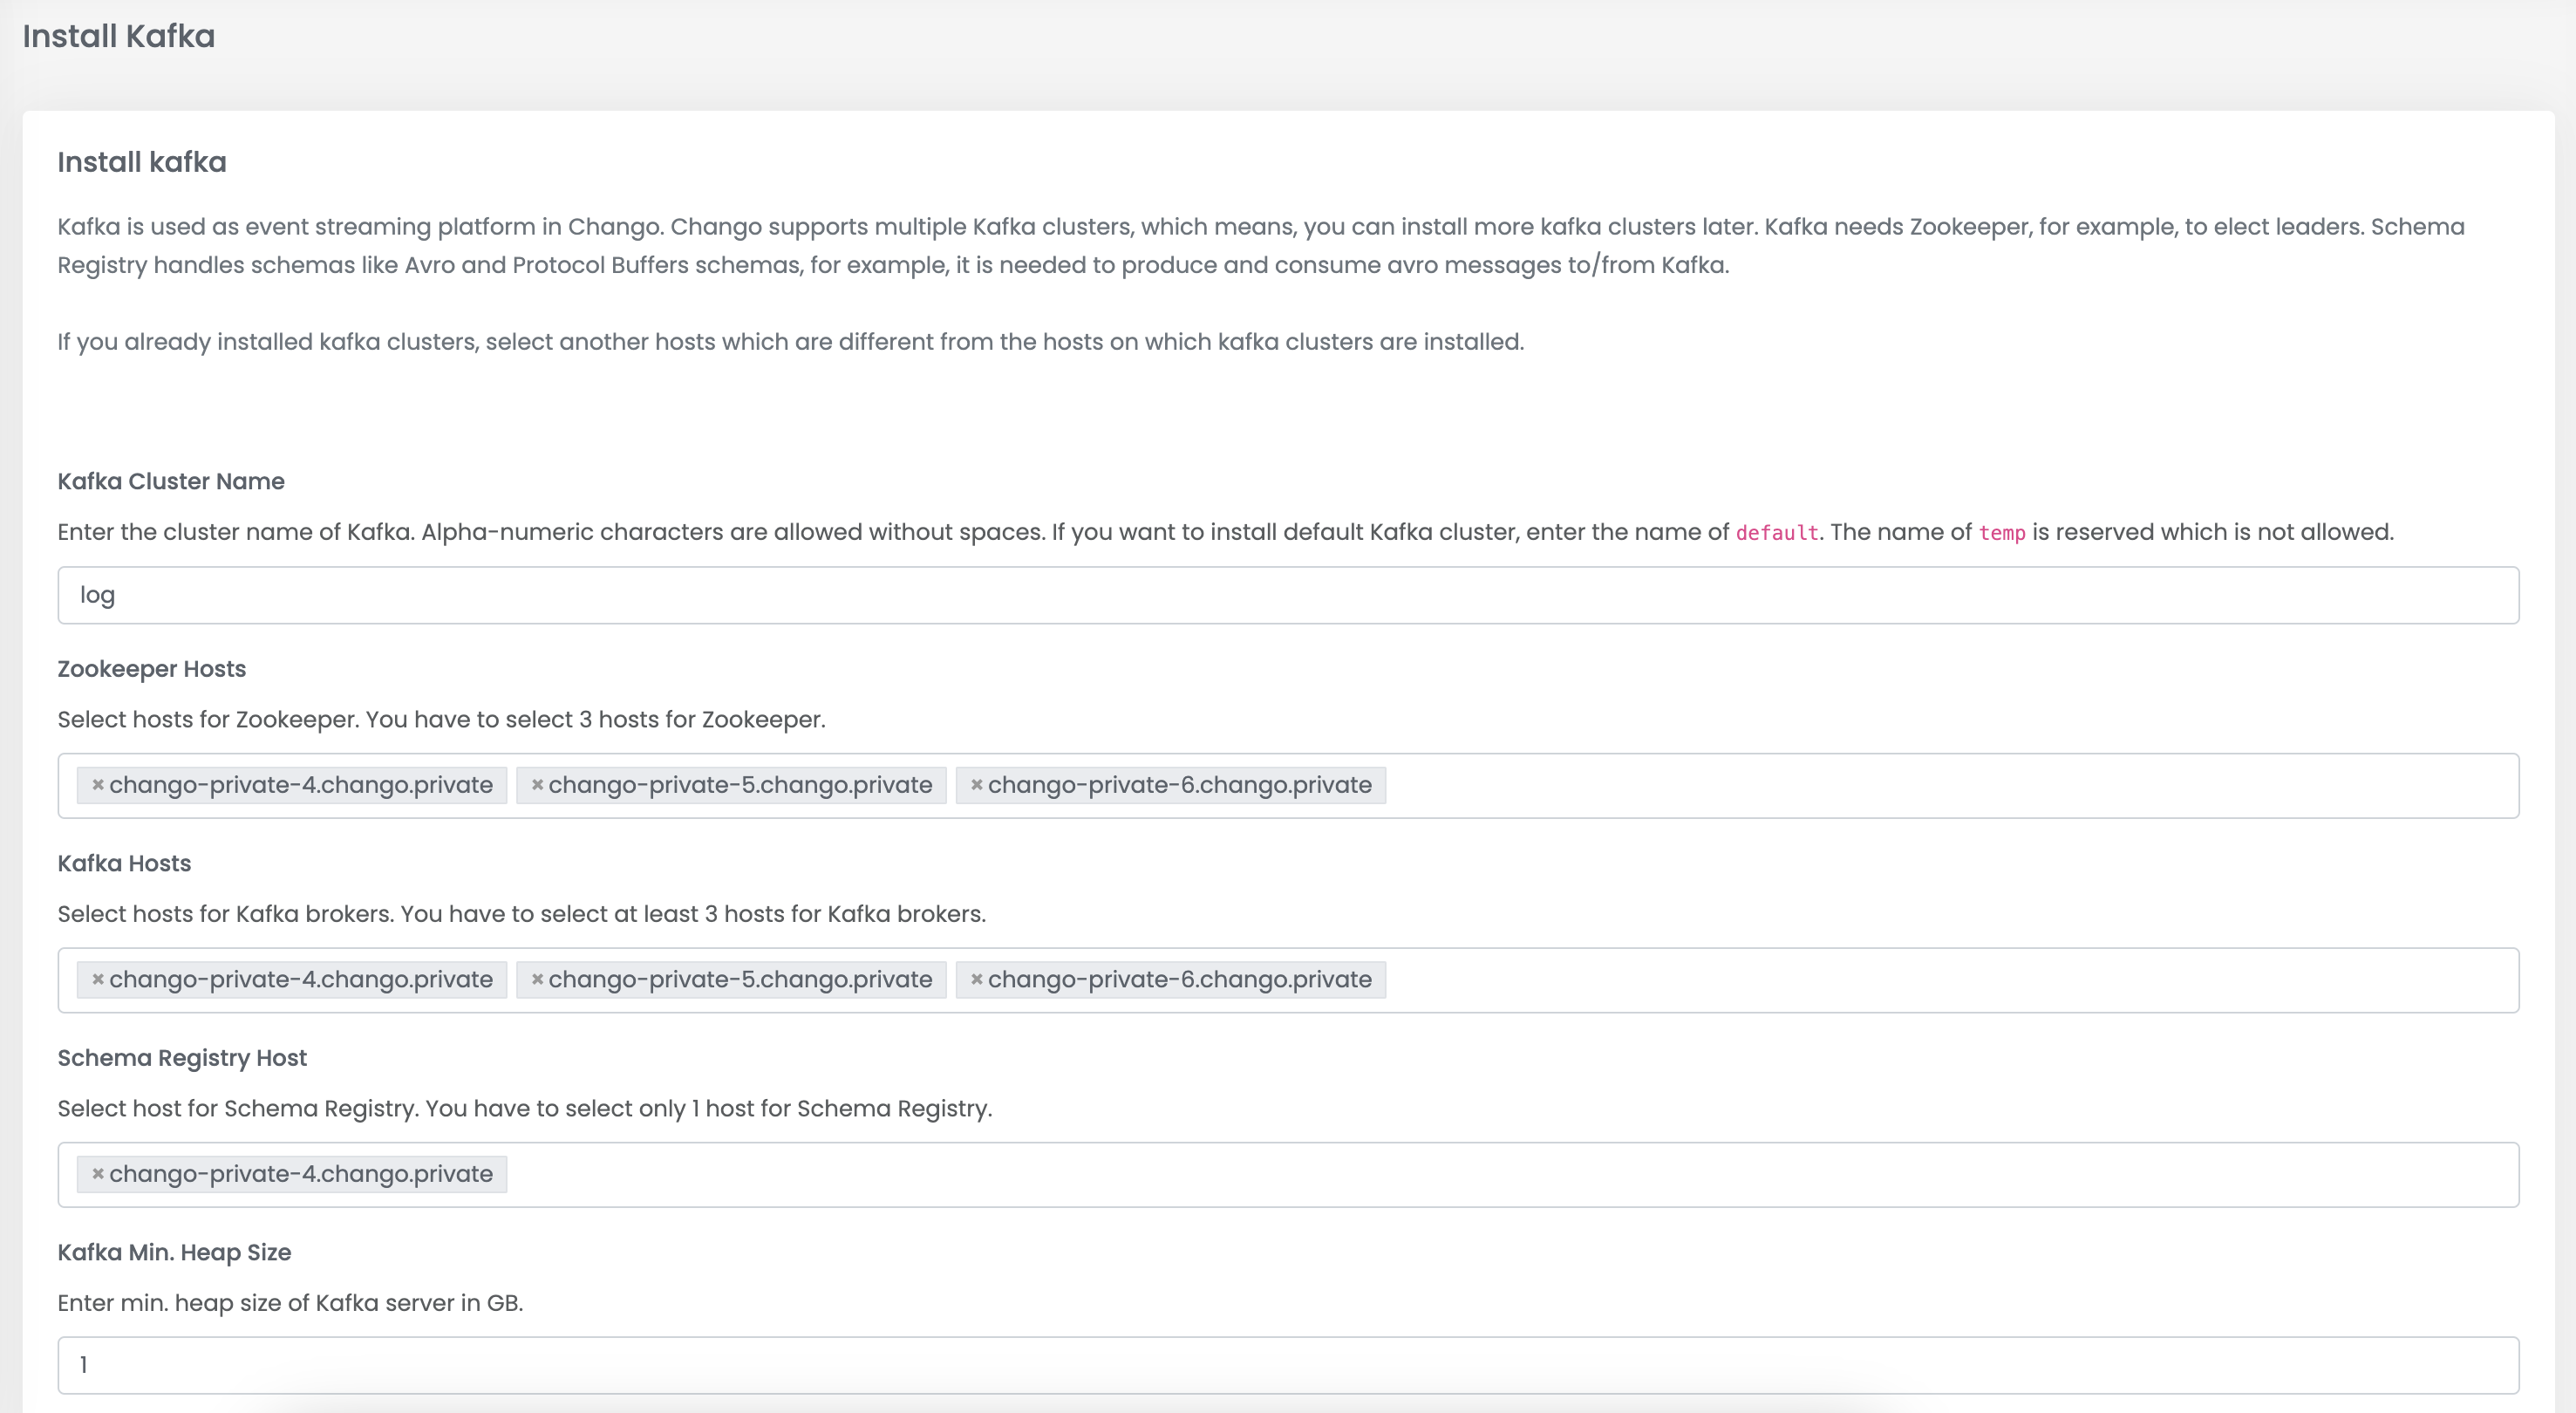 Install Kafka
Install kafka
Kafka is used as event streaming platform in Chango. Chango supports multiple Kafka clusters, which means, you can install more kafka clusters later. Kafka needs Zookeeper, for example, to elect leaders. Schema
Registry handles schemas like Avro and Protocol Buffers schemas, for example, it is needed to produce and consume avro messages to/from Kafka.
If you already installed kafka clusters, select another hosts which are different from the hosts on which kafka clusters are installed.
Kafka Cluster Name
Enter the cluster name of Kafka. Alpha-numeric characters are allowed without spaces. If you want to install default Kafka cluster, enter the name of default. The name of temp is reserved which is not allowed.
log
Zookeeper Hosts
Select hosts for Zookeeper. You have to select 3 hosts for Zookeeper.
×chango-private-4.chango.private ×chango-private-5.chango.private ×chango-private-6.chango.private
Kafka Hosts
Select hosts for Kafka brokers. You have to select at least 3 hosts for Kafka brokers.
×chango-private-4.chango.private ×chango-private-5.chango.private ×chango-private-6.chango.private
Schema Registry Host
Select host for Schema Registry. You have to select only 1 host for Schema Registry.
×chango-private-4.chango.private
Kafka Min. Heap Size
Enter min. heap size of Kafka server in GB.
1